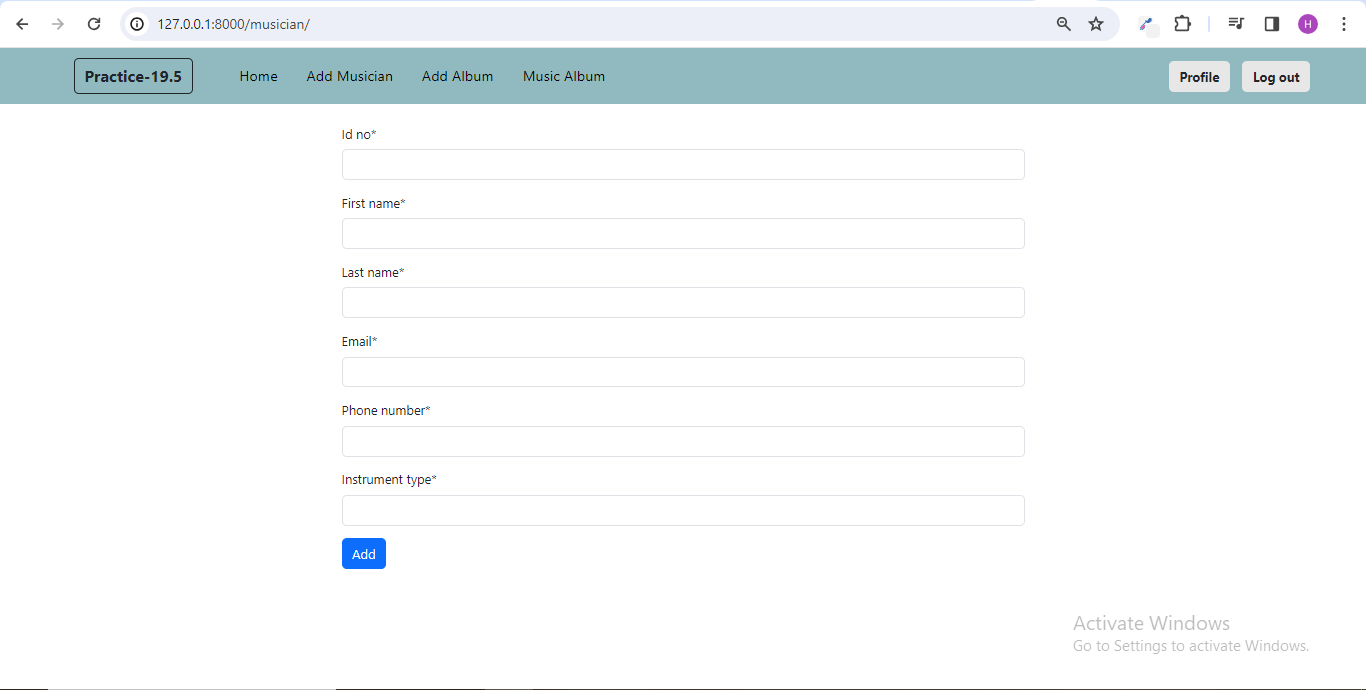 127.0.0.1:8000/musician/
H
Practice-19.5 Home Add Musician Add Album Music Album Profile Log out
Id no*
First name*
Last name*
Email*
Phone number*
Instrument type*
Add
Activate Windows
Go to Settings to activate Windows.